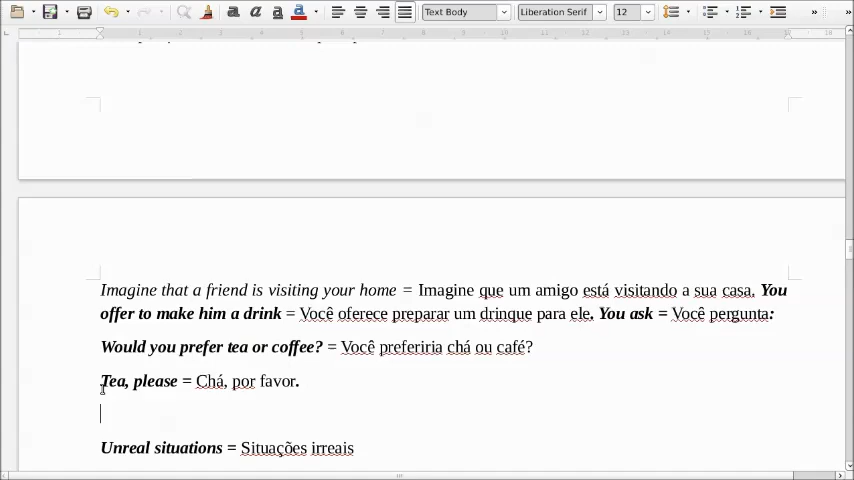 Text Body Liberation Serif 12
Imagine that a friend is visiting your home = Imagine que um amigo está visitando a sua casa. You
offer to make him a drink = Você oferece preparar um drinque para ele. You ask = Você pergunta:
Would you prefer tea or coffee? = Você preferiria chá ou café?
Tea, please = Chá, por favor.
Unreal situations = Situações irreais